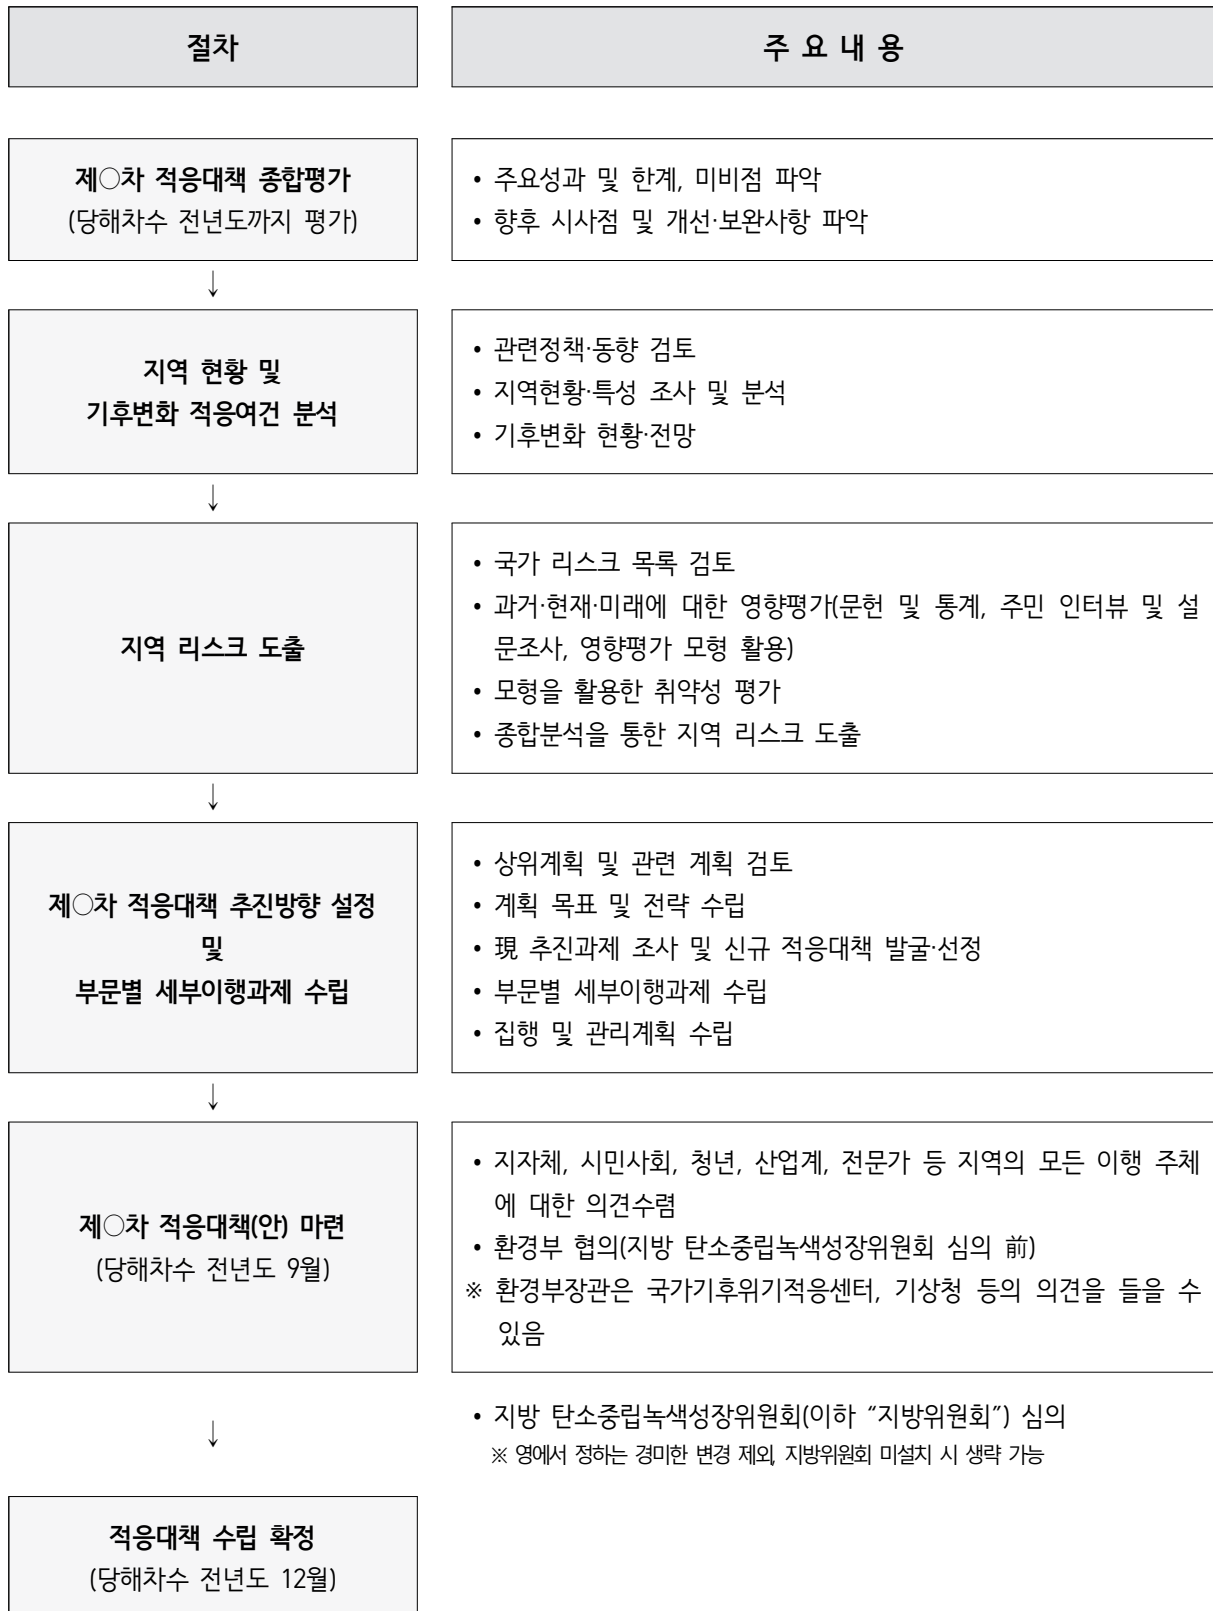 절차
주 요 내 용
제○차 적응대책 종합평가
(당해차수 전년도까지 평가)
• 주요성과 및 한계, 미비점 파악
• 향후 시사점 및 개선·보완사항 파악
↓
지역 현황 및
기후변화 적응여건 분석
• 관련정책·동향 검토
• 지역현황·특성 조사 및 분석
• 기후변화 현황·전망
↓
지역 리스크 도출
• 국가 리스크 목록 검토
• 과거·현재·미래에 대한 영향평가(문헌 및 통계, 주민 인터뷰 및 설
문조사, 영향평가 모형 활용)
• 모형을 활용한 취약성 평가
• 종합분석을 통한 지역 리스크 도출
↓
제○차 적응대책 추진방향 설정
및
부문별 세부이행과제 수립
• 상위계획 및 관련 계획 검토
• 계획 목표 및 전략 수립
• 現 추진과제 조사 및 신규 적응대책 발굴·선정
• 부문별 세부이행과제 수립
• 집행 및 관리계획 수립
↓
제○차 적응대책(안) 마련
(당해차수 전년도 9월)
• 지자체, 시민사회, 청년, 산업계, 전문가 등 지역의 모든 이행 주체
에 대한 의견수렴
• 환경부 협의(지방 탄소중립녹색성장위원회 심의 前)
※ 환경부장관은 국가기후위기적응센터, 기상청 등의 의견을 들을 수
있음
↓
• 지방 탄소중립녹색성장위원회(이하 “지방위원회”) 심의
※ 영에서 정하는 경미한 변경 제외, 지방위원회 미설치 시 생략 가능
적응대책 수립 확정
(당해차수 전년도 12월)